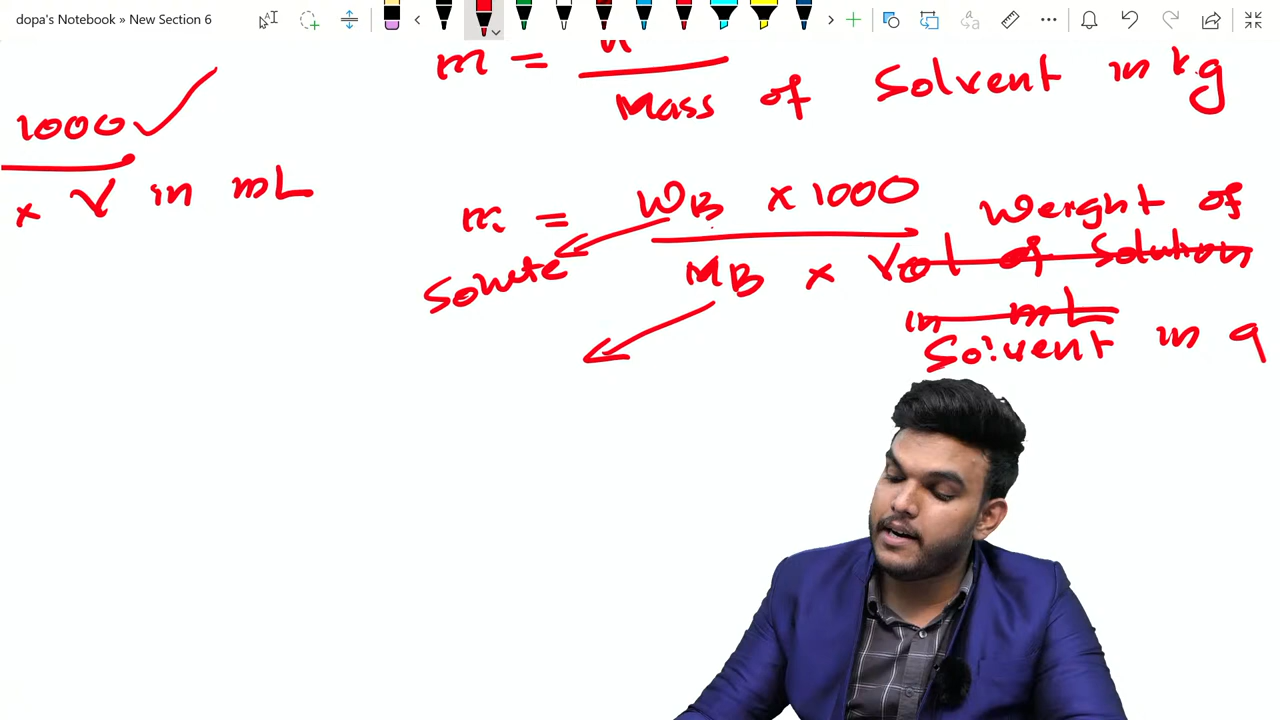 dopa's Notebook » New Section 6
m = n
Mass of Solvent in kg
1000
x V in mL
m = WB x 1000
MB x Vol of Solution
in mL
Weight of
Solvent in g
Solute